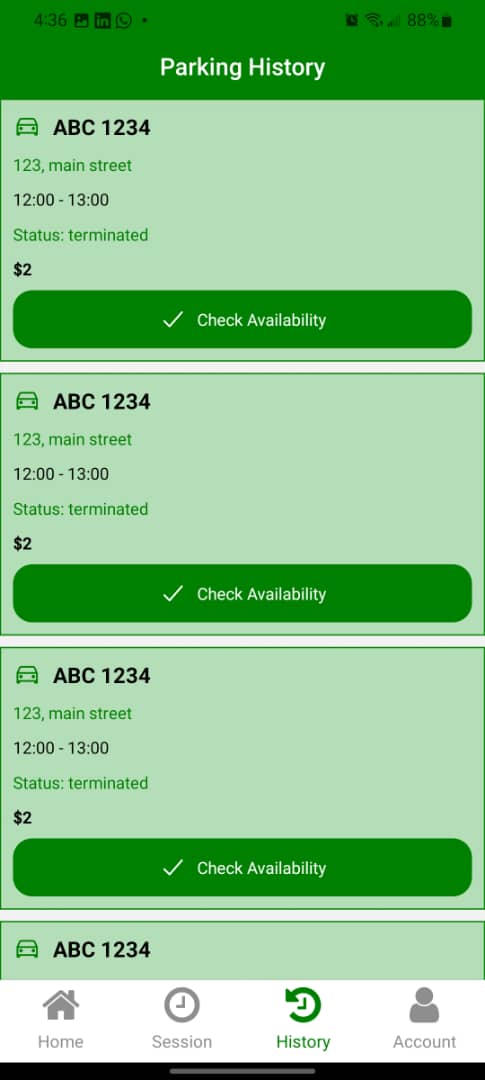 4:36
88%
Parking History
ABC 1234
123, main street
12:00 - 13:00
Status: terminated
$2
Check Availability
ABC 1234
123, main street
12:00 - 13:00
Status: terminated
$2
Check Availability
ABC 1234
123, main street
12:00 - 13:00
Status: terminated
$2
Check Availability
ABC 1234
Home Session History Account